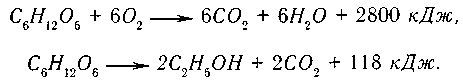 C₆H₁₂O₆ + 6O₂ ⟶ 6CO₂ + 6H₂O + 2800 кДж,
C₆H₁₂O₆ ⟶ 2C₂H₅OH + 2CO₂ + 118 кДж.